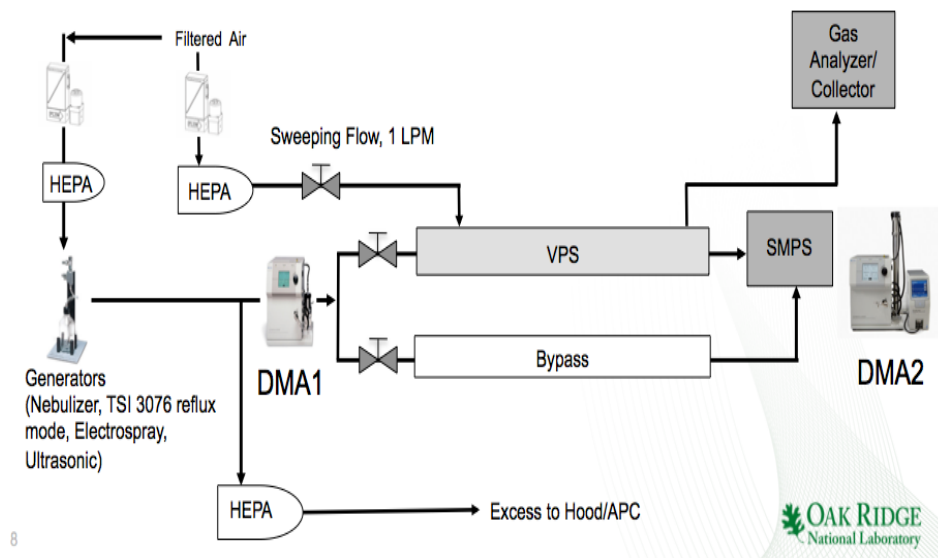 Filtered Air
Gas
Analyzer/
Collector
Sweeping Flow, 1 LPM
HEPA
HEPA
VPS
SMPS
Generators
(Nebulizer, TSI 3076 reflux
mode, Electrospray,
Ultrasonic)
DMA1
Bypass
DMA2
HEPA
Excess to Hood/APC
8
OAK RIDGE
National Laboratory